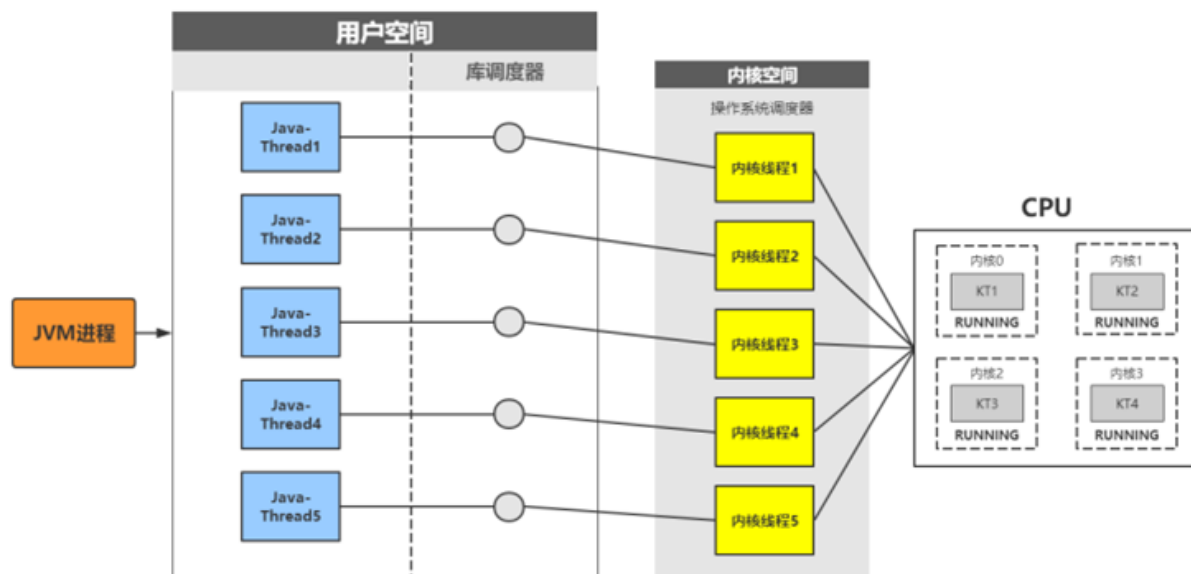 用户空间
库调度器
内核空间
操作系统调度器
Java-
Thread1
内核线程1
Java-
Thread2
内核线程2
Java-
Thread3
内核线程3
Java-
Thread4
内核线程4
Java-
Thread5
内核线程5
JVM进程
CPU
内核0
KT1
RUNNING
内核1
KT2
RUNNING
内核2
KT3
RUNNING
内核3
KT4
RUNNING